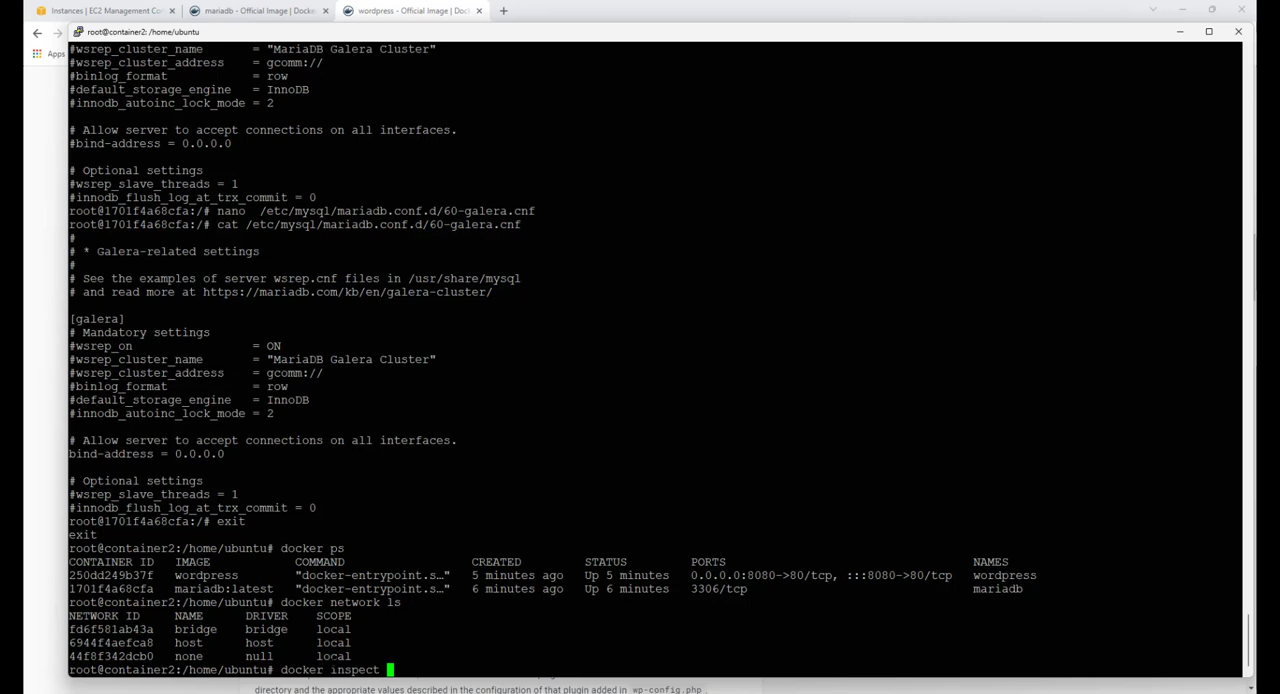 Instances | EC2 Management Co
mariadb - Official Image | Docke
wordpress - Official Image | Doc
Apps
root@container2: /home/ubuntu
#wsrep_cluster_name = "MariaDB Galera Cluster"
#wsrep_cluster_address = gcomm://
#binlog_format = row
#default_storage_engine = InnoDB
#innodb_autoinc_lock_mode = 2
# Allow server to accept connections on all interfaces.
#bind-address = 0.0.0.0
# Optional settings
#wsrep_slave_threads = 1
#innodb_flush_log_at_trx_commit = 0
root@1701f4a68cfa:/# nano /etc/mysql/mariadb.conf.d/60-galera.cnf
root@1701f4a68cfa:/# cat /etc/mysql/mariadb.conf.d/60-galera.cnf
#
# * Galera-related settings
#
# See the examples of server wsrep.cnf files in /usr/share/mysql
# and read more at https://mariadb.com/kb/en/galera-cluster/
[galera]
# Mandatory settings
#wsrep_on = ON
#wsrep_cluster_name = "MariaDB Galera Cluster"
#wsrep_cluster_address = gcomm://
#binlog_format = row
#default_storage_engine = InnoDB
#innodb_autoinc_lock_mode = 2
# Allow server to accept connections on all interfaces.
bind-address = 0.0.0.0
# Optional settings
#wsrep_slave_threads = 1
#innodb_flush_log_at_trx_commit = 0
root@1701f4a68cfa:/# exit
exit
root@container2:/home/ubuntu# docker ps
CONTAINER ID IMAGE COMMAND CREATED STATUS PORTS NAMES
250dd249b37f wordpress "docker-entrypoint.s…" 5 minutes ago Up 5 minutes 0.0.0.0:8080->80/tcp, :::8080->80/tcp wordpress
1701f4a68cfa mariadb:latest "docker-entrypoint.s…" 6 minutes ago Up 6 minutes 3306/tcp mariadb
root@container2:/home/ubuntu# docker network ls
NETWORK ID NAME DRIVER SCOPE
fd6f581ab43a bridge bridge local
6944f4aefca8 host host local
44f8f342dcb0 none null local
root@container2:/home/ubuntu# docker inspect
directory and the appropriate values described in the configuration of that plugin added in wp-config.php .